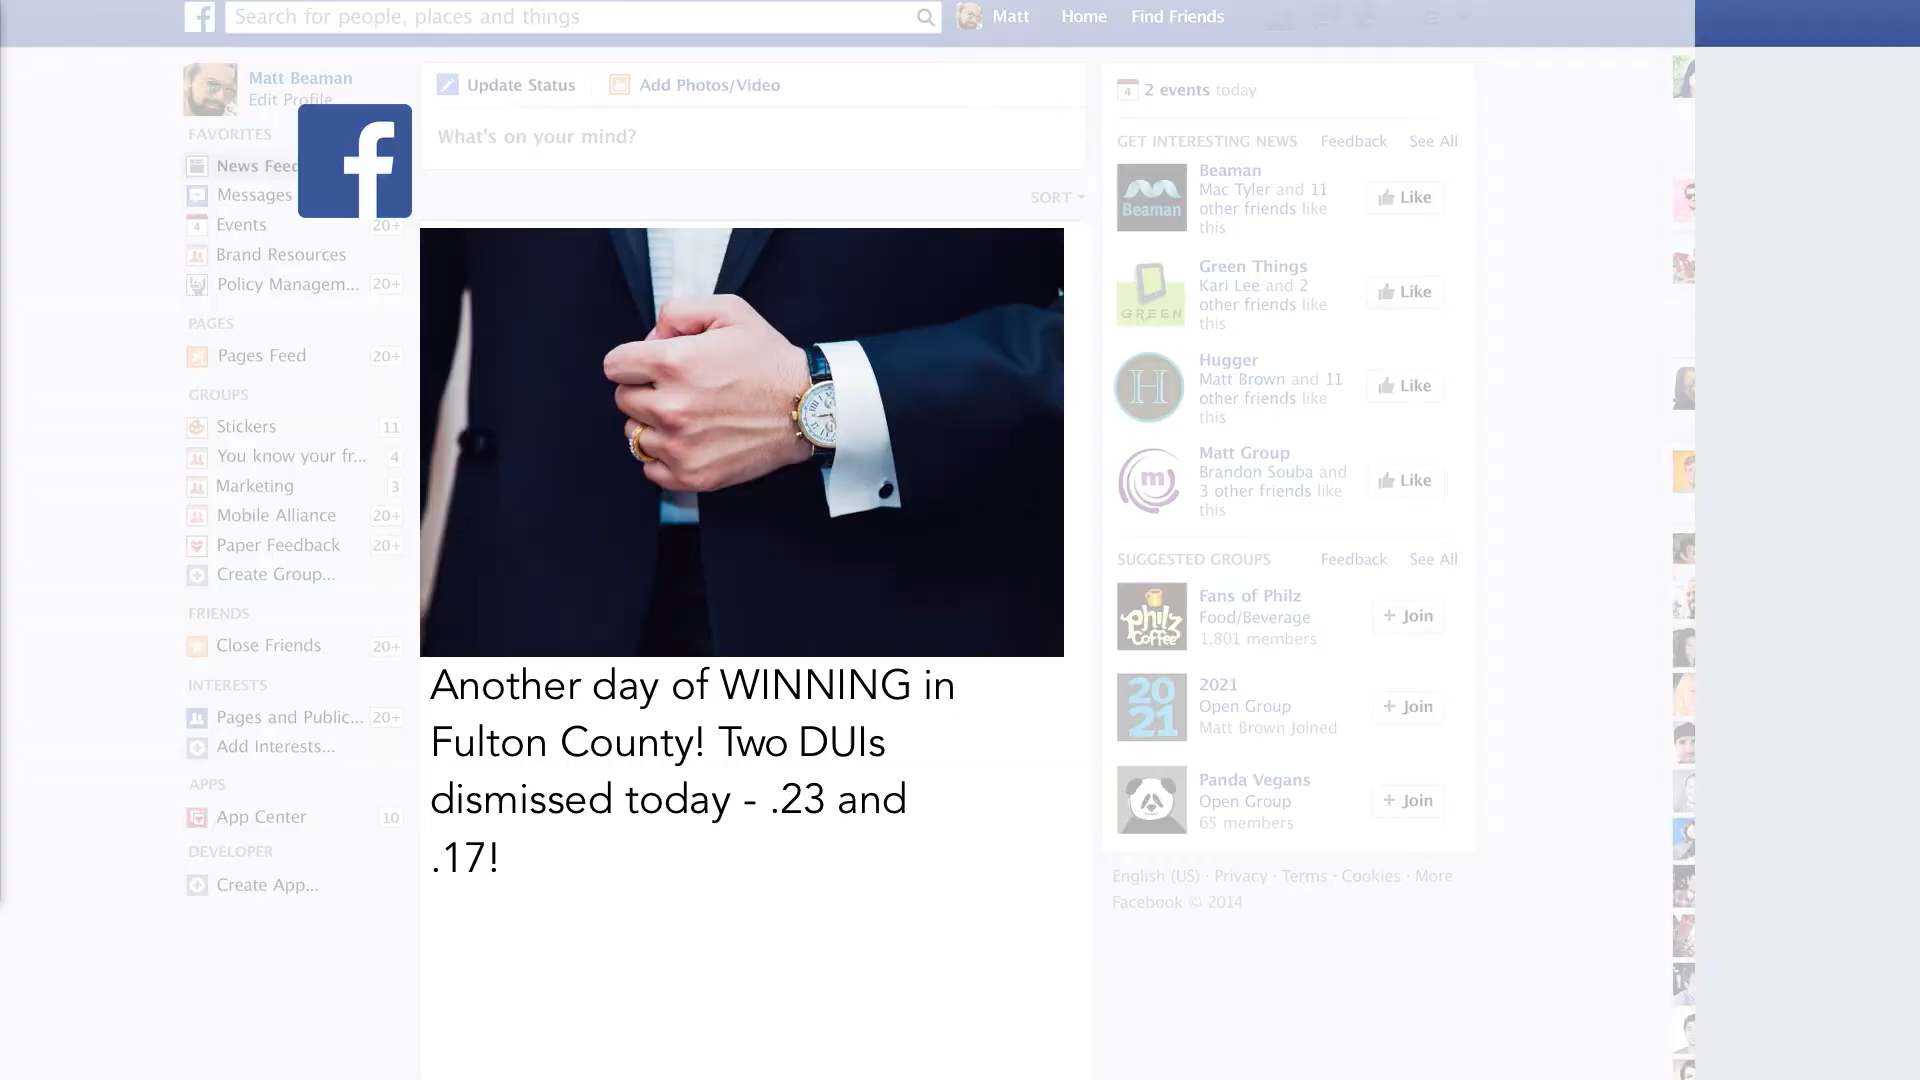 Search for people, places and things
Matt
Home
Find Friends
Matt Beaman
Edit Profile
FAVORITES
News Feed
Messages
4
Events
20+
Brand Resources
Policy Managem...
20+
PAGES
Pages Feed
20+
GROUPS
Stickers
11
You know your fr...
4
Marketing
3
Mobile Alliance
20+
Paper Feedback
20+
Create Group...
FRIENDS
Close Friends
20+
INTERESTS
Pages and Public...
20+
Add Interests...
APPS
App Center
10
DEVELOPER
Create App...
f
Update Status
Add Photos/Video
What's on your mind?
SORT
Another day of WINNING in
Fulton County! Two DUIs
dismissed today - .23 and
.17!
4
2 events today
GET INTERESTING NEWS
Feedback
See All
Beaman
Beaman
Mac Tyler and 11
other friends like
this
Like
GREEN
Green Things
Kari Lee and 2
other friends like
this
Like
H
Hugger
Matt Brown and 11
other friends like
this
Like
m
Matt Group
Brandon Souba and
3 other friends like
this
Like
SUGGESTED GROUPS
Feedback
See All
philz
Coffee
Fans of Philz
Food/Beverage
1,801 members
+ Join
20
21
2021
Open Group
Matt Brown Joined
+ Join
Panda Vegans
Open Group
65 members
+ Join
English (US) · Privacy · Terms · Cookies · More
Facebook © 2014